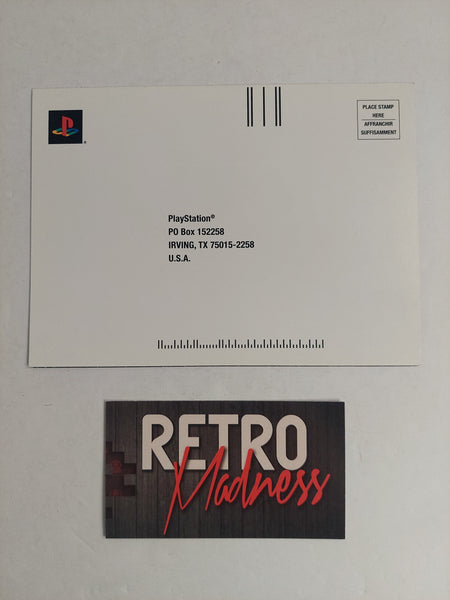 PLACE STAMP
HERE
AFFRANCHIR
SUFFISAMMENT
PlayStation®
PO Box 152258
IRVING, TX 75015-2258
U.S.A.
RETRO
Madness